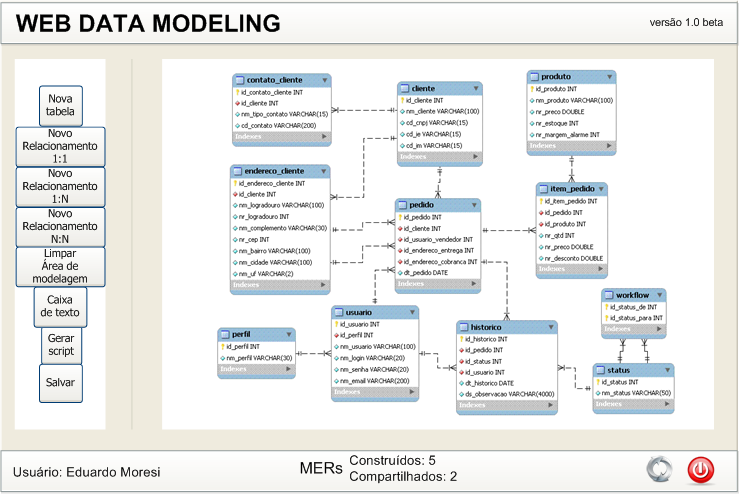 WEB DATA MODELING
versão 1.0 beta
Nova
tabela
Novo
Relacionamento
1:1
Novo
Relacionamento
1:N
Novo
Relacionamento
N:N
Limpar
Área de
modelagem
Caixa
de texto
Gerar
script
Salvar
contato_cliente
id_contato_cliente INT
id_cliente INT
nm_tipo_contato VARCHAR(15)
cd_contato VARCHAR(200)
Indexes
cliente
id_cliente INT
nm_cliente VARCHAR(100)
cd_cnpj VARCHAR(15)
cd_ie VARCHAR(15)
cd_im VARCHAR(15)
Indexes
produto
id_produto INT
nm_produto VARCHAR(100)
nr_preco DOUBLE
nr_estoque INT
nr_margem_alarme INT
Indexes
endereco_cliente
id_endereco_cliente INT
id_cliente INT
nm_logradouro VARCHAR(100)
nr_logradouro INT
nm_complemento VARCHAR(30)
nr_cep INT
nm_bairro VARCHAR(100)
nm_cidade VARCHAR(100)
nm_uf VARCHAR(2)
Indexes
pedido
id_pedido INT
id_cliente INT
id_usuario_vendedor INT
id_endereco_entrega INT
id_endereco_cobranca INT
dt_pedido DATE
Indexes
item_pedido
id_item_pedido INT
id_pedido INT
id_produto INT
nr_qtd INT
nr_preco DOUBLE
nr_desconto DOUBLE
Indexes
perfil
id_perfil INT
nm_perfil VARCHAR(30)
Indexes
usuario
id_usuario INT
id_perfil INT
nm_usuario VARCHAR(100)
nm_login VARCHAR(20)
nm_senha VARCHAR(20)
nm_email VARCHAR(200)
Indexes
historico
id_historico INT
id_pedido INT
id_status INT
id_usuario INT
dt_historico DATE
ds_observacao VARCHAR(4000)
Indexes
workflow
id_status_de INT
id_status_para INT
Indexes
status
id_status INT
nm_status VARCHAR(50)
Indexes
Usuário: Eduardo Moresi
MERs
Construídos: 5
Compartilhados: 2